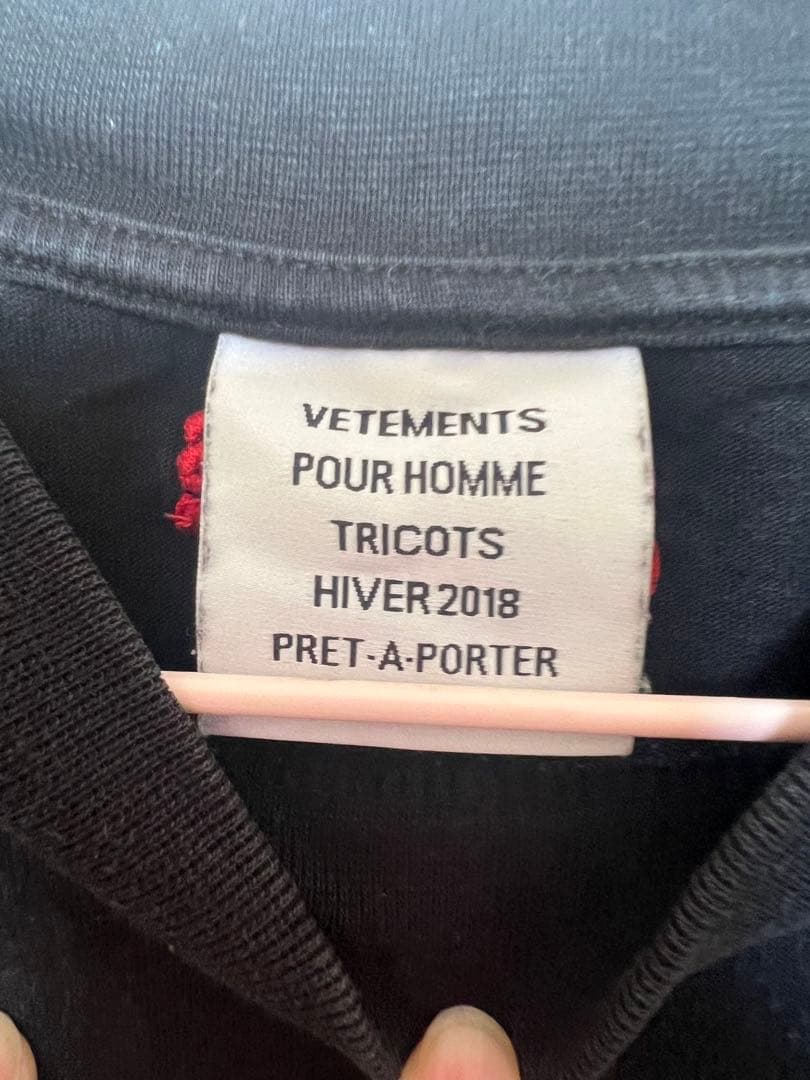 VETEMENTS
POUR HOMME
TRICOTS
HIVER 2018
PRET-A-PORTER